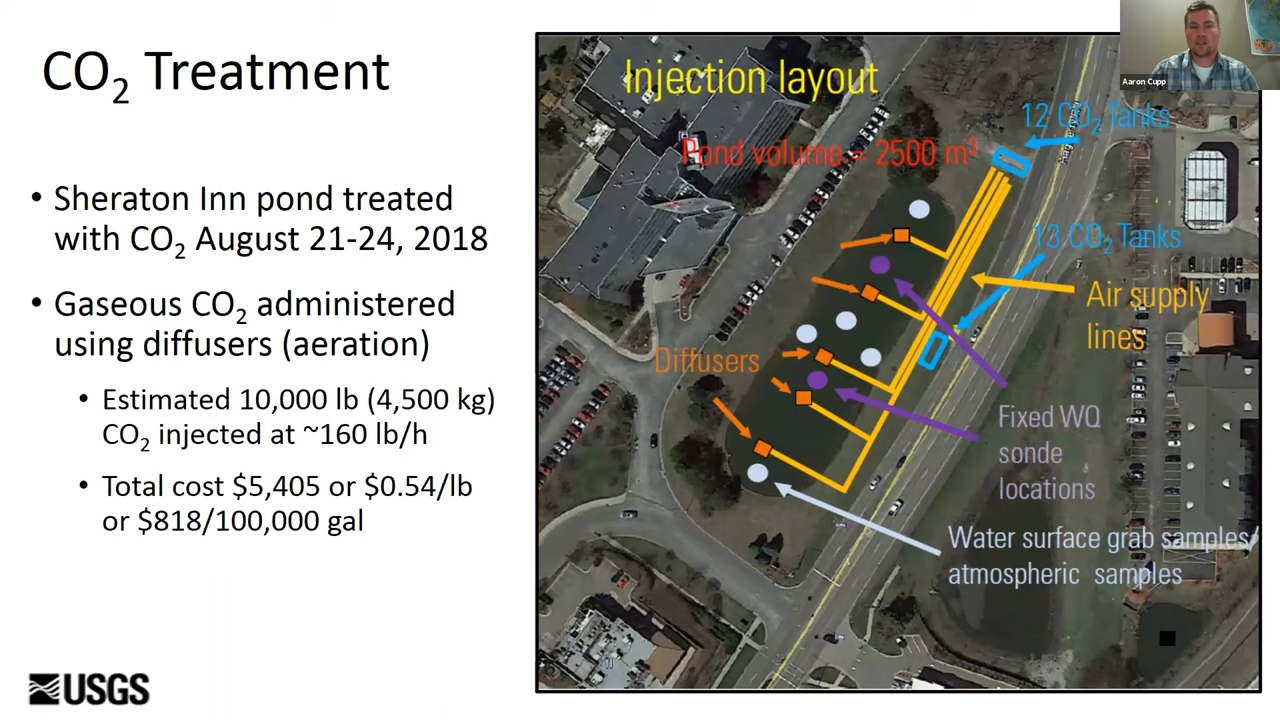 CO₂ Treatment
• Sheraton Inn pond treated
with CO₂ August 21-24, 2018
• Gaseous CO₂ administered
using diffusers (aeration)
• Estimated 10,000 lb (4,500 kg)
CO₂ injected at ~160 lb/h
• Total cost $5,405 or $0.54/lb
or $818/100,000 gal
USGS
Injection layout
Pond volume = 2500 m³
12 CO₂ Tanks
13 CO₂ Tanks
Air supply
lines
Diffusers
Fixed WQ
sonde
locations
Water surface grab samples/
atmospheric samples
Aaron Cupp